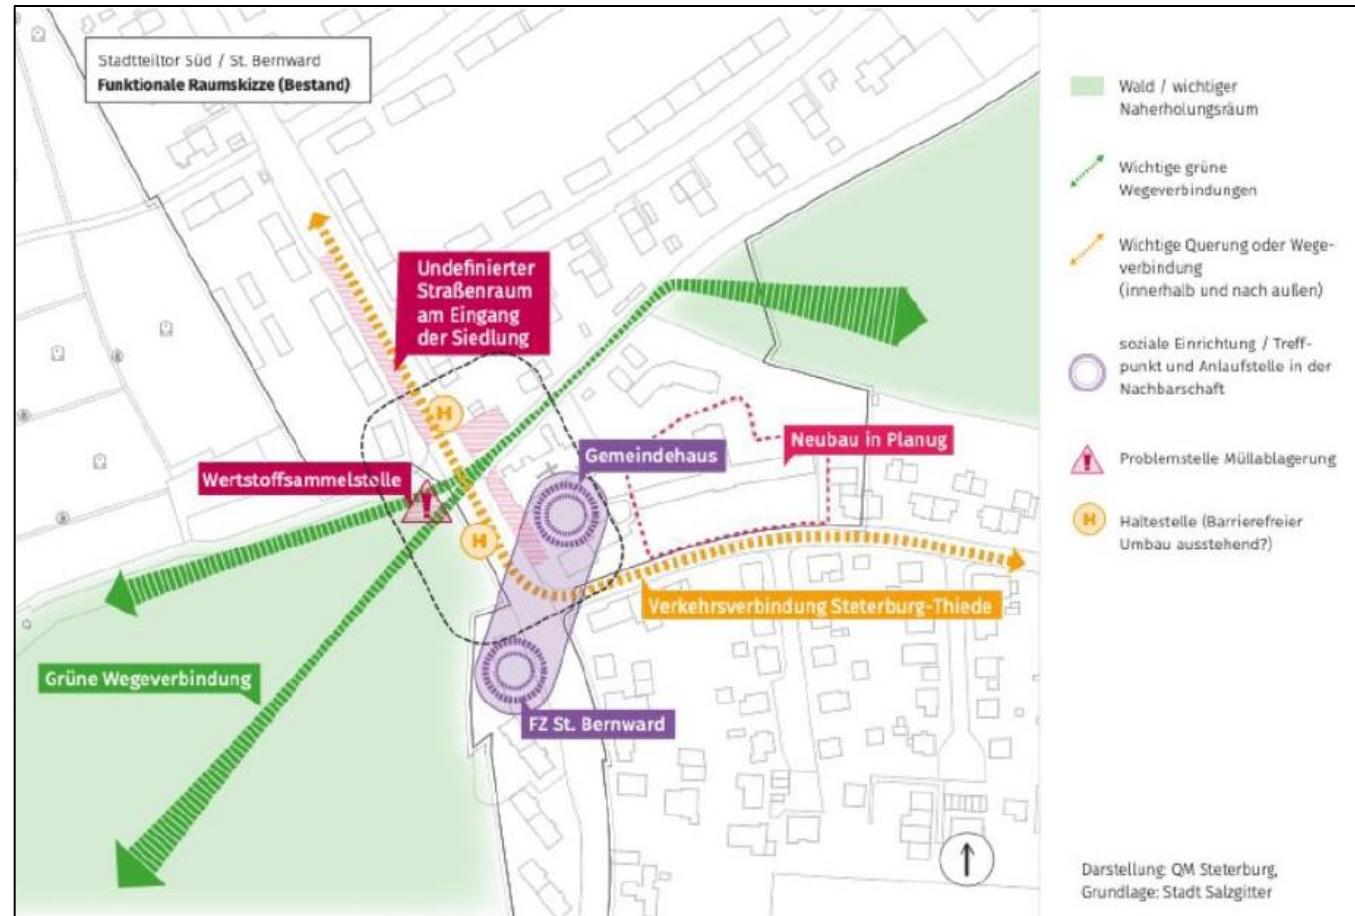 Stadtteiltor Süd / St. Bernward
Funktionale Raumskizze (Bestand)
Undefinierter
Straßenraum
am Eingang
der Siedlung
H
Gemeindehaus
Neubau in Planug
Wertstoffsammelstolle
!
H
Verkehrsverbindung Steterburg-Thiede
Grüne Wegeverbindung
FZ St. Bernward
Wald / wichtiger
Naherholungsräum
Wichtige grüne
Wegeverbindungen
Wichtige Querung oder Wege-
verbindung
(innerhalb und nach außen)
soziale Einrichtung / Treff-
punkt und Anlaufstelle in der
Nachbarschaft
!
Problemstelle Müllablagerung
H
Haltestelle (Barrierefreier
Umbau ausstehend?)
Darstellung: QM Steterburg,
Grundlage: Stadt Salzgitter